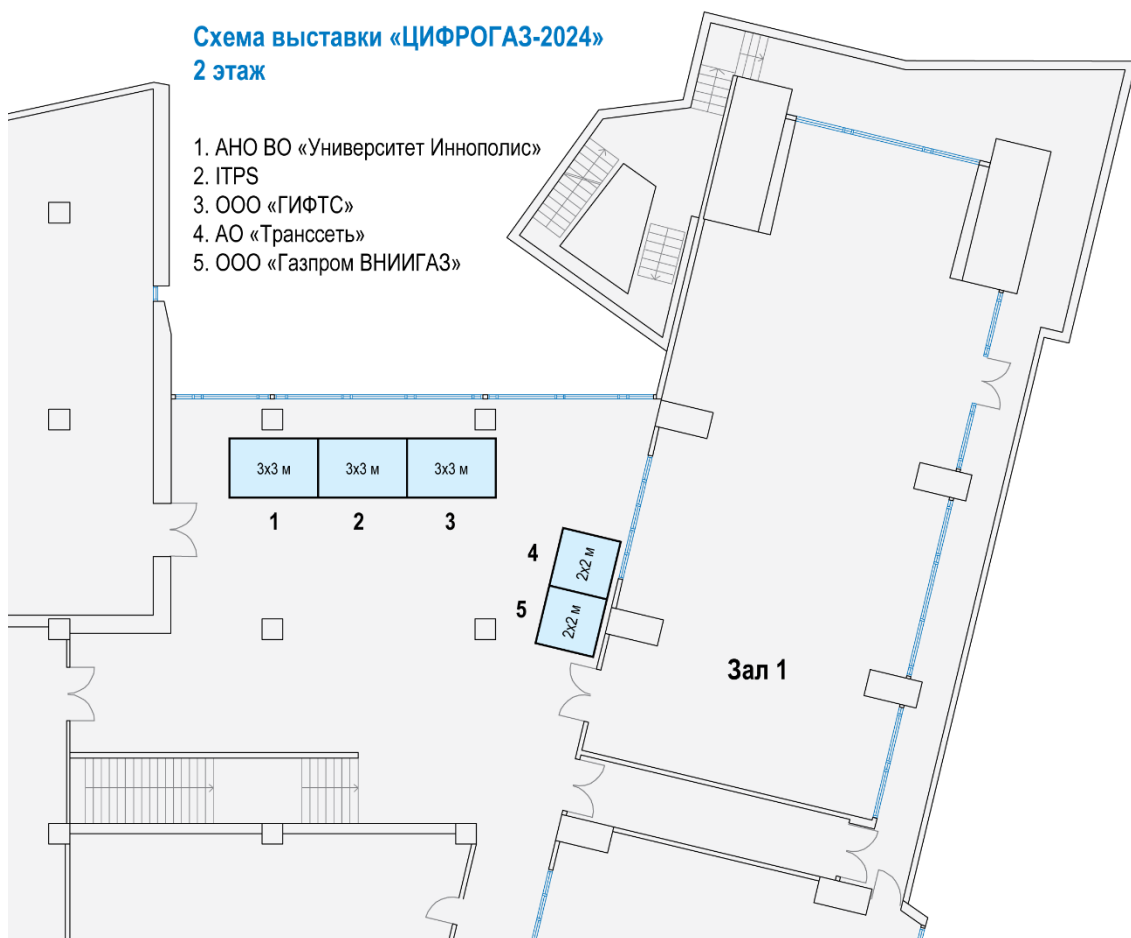 Схема выставки «ЦИФРОГАЗ-2024»
2 этаж
1. АНО ВО «Университет Иннополис»
2. ITPS
3. ООО «ГИФТС»
4. АО «Транссеть»
5. ООО «Газпром ВНИИГАЗ»
3х3 м
3х3 м
3х3 м
1
2
3
4
2х2 м
5
2х2 м
Зал 1